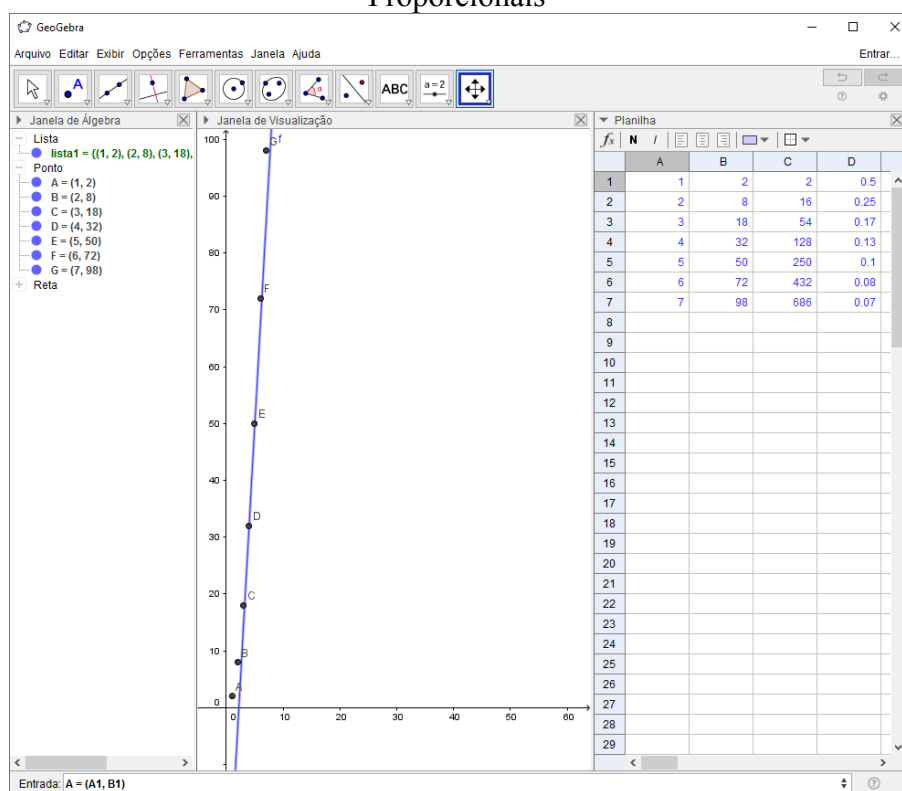 Proporcionais
GeoGebra
Arquivo Editar Exibir Opções Ferramentas Janela Ajuda
Entrar...
A
α
ABC
a = 2
Janela de Álgebra
Lista
lista1 = {(1, 2), (2, 8), (3, 18),
Ponto
A = (1, 2)
B = (2, 8)
C = (3, 18)
D = (4, 32)
E = (5, 50)
F = (6, 72)
G = (7, 98)
Reta
Janela de Visualização
100
90
80
70
60
50
40
30
20
10
0
0 10 20 30 40 50 60
G f
F
E
D
C
B
A
Planilha
fx N I
A B C D
1 1 2 2 0.5
2 2 8 16 0.25
3 3 18 54 0.17
4 4 32 128 0.13
5 5 50 250 0.1
6 6 72 432 0.08
7 7 98 686 0.07
8
9
10
11
12
13
14
15
16
17
18
19
20
21
22
23
24
25
26
27
28
29
Entrada: A = (A1, B1)